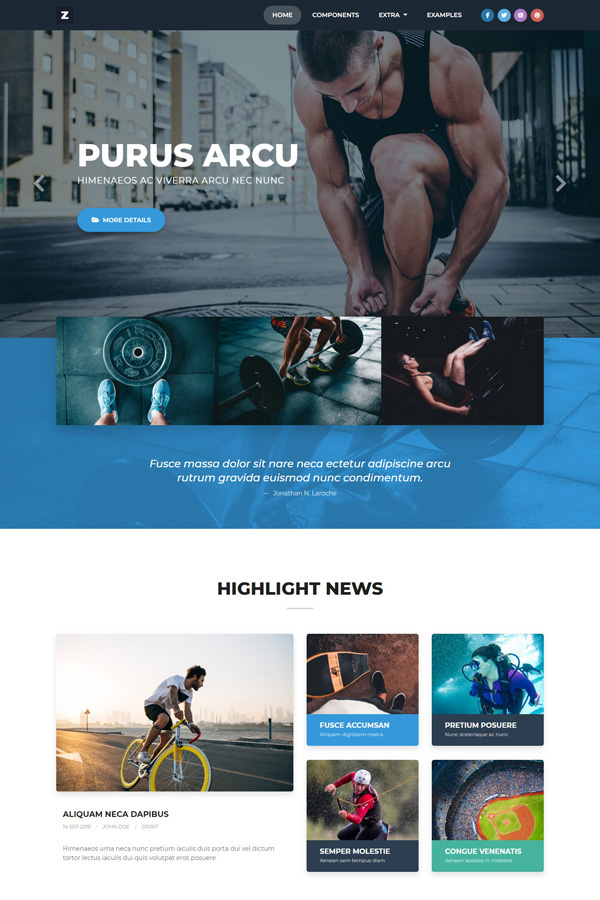 Z
HOME COMPONENTS EXTRA EXAMPLES
PURUS ARCU
HIMENAEOS AC VIVERRA ARCU NEC NUNC
MORE DETAILS
Fusce massa dolor sit nare neca ectetur adipiscine arcu
rutrum gravida euismod nunc condimentum.
— Jonathan N. Laroche
HIGHLIGHT NEWS
ALIQUAM NECA DAPIBUS
14 SEP 2019 / JOHN DOE / SPORT
Himenaeos urna neca nunc pretium iaculis duis porta dui vel dictum
tortor lectus iaculis dui quis volutpat eros posuere
FUSCE ACCUMSAN
Aliquam dignissim nostra
PRETIUM POSUERE
Nunc scelerisque ac nunc
SEMPER MOLESTIE
Aenean sem tempus diam
CONGUE VENENATIS
Aenean sodales in molestie